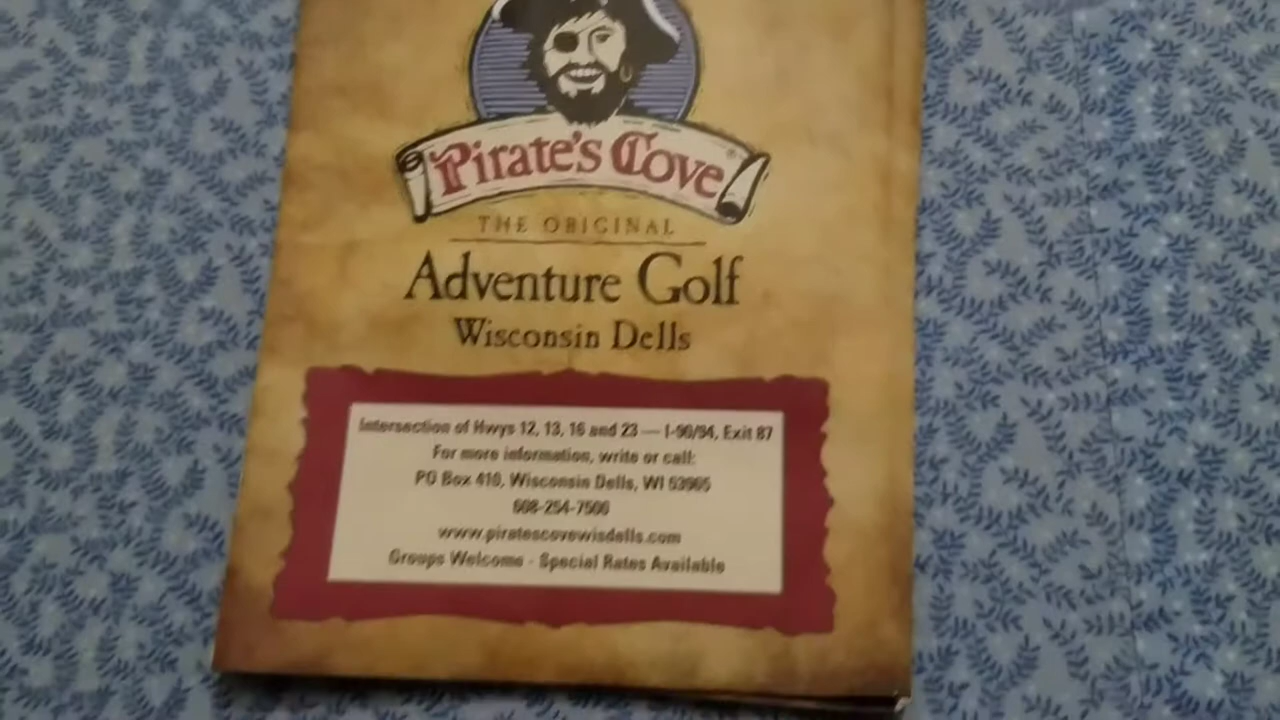 Pirate's Cove®
THE ORIGINAL
Adventure Golf
Wisconsin Dells
Intersection of Hwys 12, 13, 16 and 23 — I-90/94, Exit 87
For more information, write or call:
PO Box 410, Wisconsin Dells, WI 53965
608-254-7500
www.piratescovewisdells.com
Groups Welcome - Special Rates Available